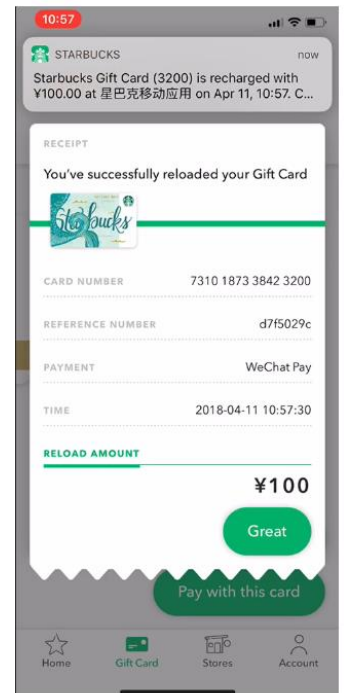 10:57
STARBUCKS now
Starbucks Gift Card (3200) is recharged with
¥100.00 at 星巴克移动应用 on Apr 11, 10:57. C...
RECEIPT
You've successfully reloaded your Gift Card
Starbucks
CARD NUMBER 7310 1873 3842 3200
REFERENCE NUMBER d7f5029c
PAYMENT WeChat Pay
TIME 2018-04-11 10:57:30
RELOAD AMOUNT
¥100
Great
Pay with this card
Home Gift Card Stores Account